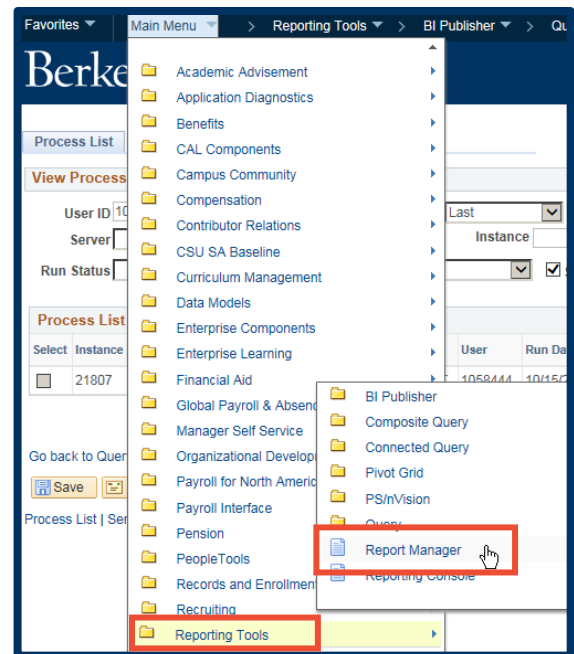 Favorites Main Menu > Reporting Tools > BI Publisher > Qu
Berke
Academic Advisement
Application Diagnostics
Benefits
CAL Components
Campus Community
Compensation
Contributor Relations
CSU SA Baseline
Curriculum Management
Data Models
Enterprise Components
Enterprise Learning
Financial Aid
Global Payroll & Absenc
Manager Self Service
Organizational Develop
Payroll for North Americ
Payroll Interface
Pension
PeopleTools
Records and Enrollmen
Recruiting
Reporting Tools
BI Publisher
Composite Query
Connected Query
Pivot Grid
PS/nVision
Query
Report Manager
Reporting Console
Process List
View Process
User ID 10 Last
Server Instance
Run Status
Process List
Select Instance User Run Da
21807 1058444 10/15/2
Go back to Quer
Save
Process List | Ser